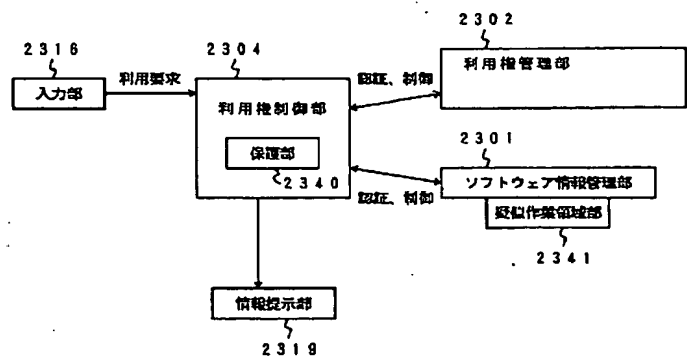 2316
入力部
利用要求
2304
利用権制御部
保護部
2340
認証、制御
2302
利用権管理部
認証、制御
2301
ソフトウェア情報管理部
疑似作業領域部
2341
情報提示部
2319